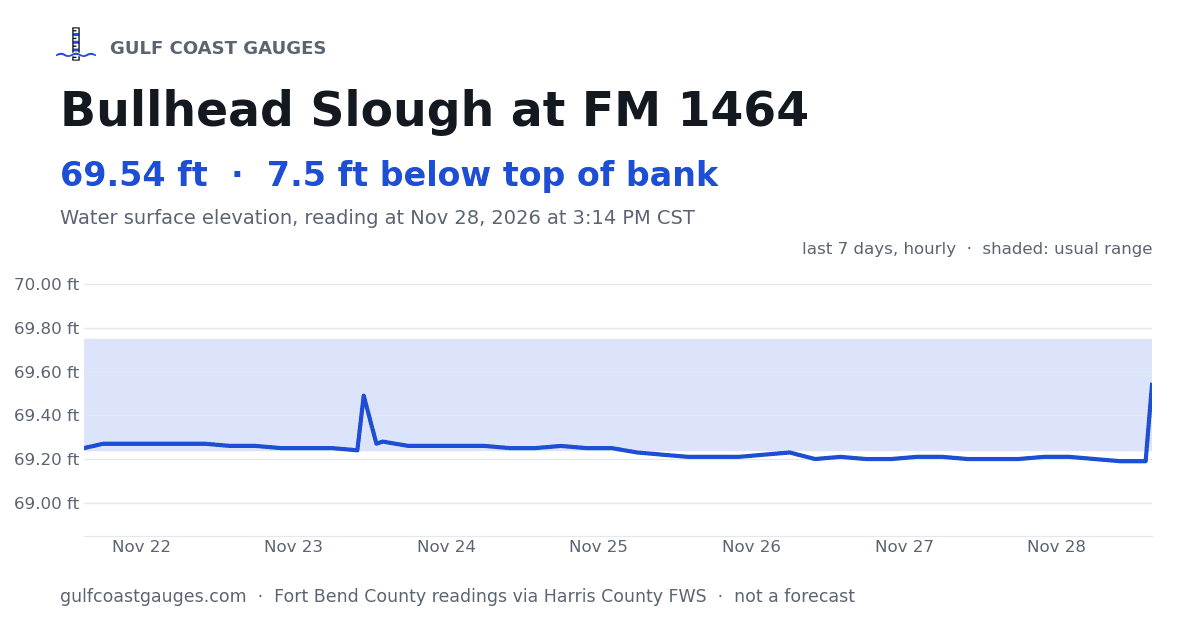 GULF COAST GAUGES
Bullhead Slough at FM 1464
69.54 ft · 7.5 ft below top of bank
Water surface elevation, reading at Nov 28, 2026 at 3:14 PM CST
last 7 days, hourly · shaded: usual range
70.00 ft
69.80 ft
69.60 ft
69.40 ft
69.20 ft
69.00 ft
Nov 22 Nov 23 Nov 24 Nov 25 Nov 26 Nov 27 Nov 28
gulfcoastgauges.com · Fort Bend County readings via Harris County FWS · not a forecast